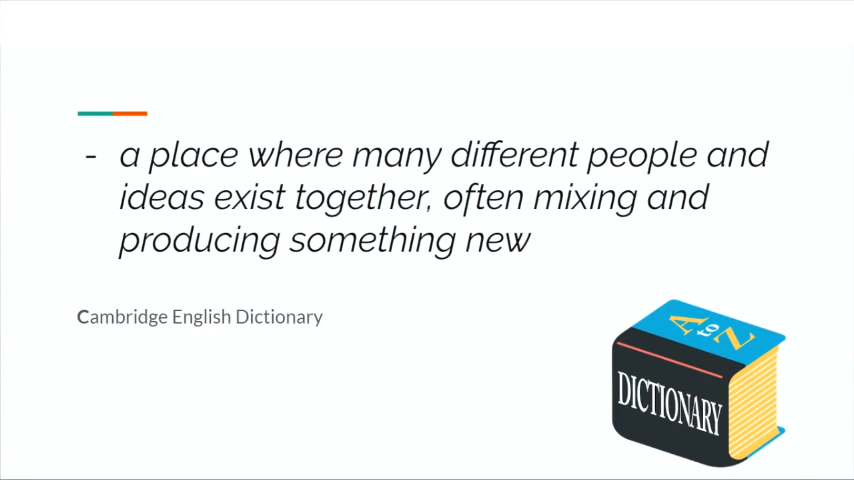 - a place where many different people and
ideas exist together, often mixing and
producing something new
Cambridge English Dictionary
A to Z
DICTIONARY